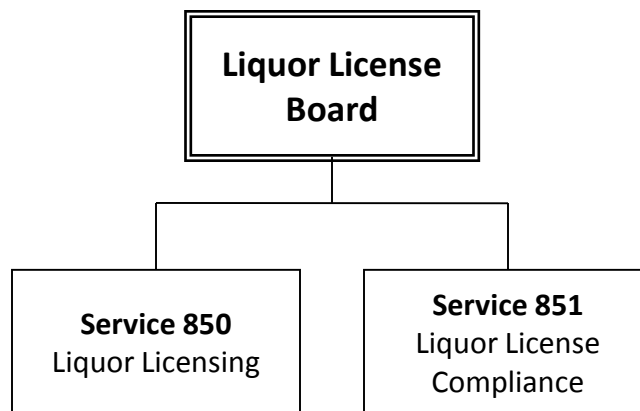 Liquor License
Board
Service 850
Liquor Licensing
Service 851
Liquor License
Compliance